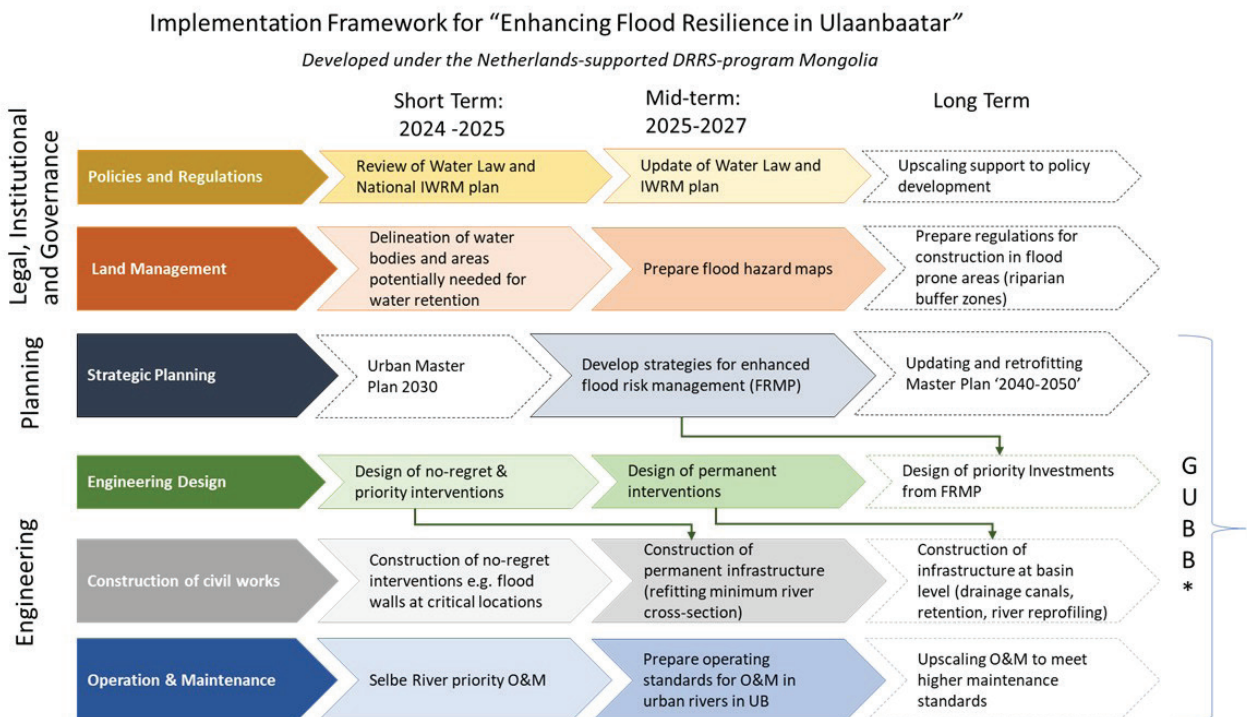 Implementation Framework for “Enhancing Flood Resilience in Ulaanbaatar”
Developed under the Netherlands-supported DRRS-program Mongolia
Short Term:
2024 -2025
Mid-term:
2025-2027
Long Term
Legal, Institutional
and Governance
Policies and Regulations
Review of Water Law and
National IWRM plan
Update of Water Law and
IWRM plan
Upscaling support to policy
development
Land Management
Delineation of water
bodies and areas
potentially needed for
water retention
Prepare flood hazard maps
Prepare regulations for
construction in flood
prone areas (riparian
buffer zones)
Planning
Strategic Planning
Urban Master
Plan 2030
Develop strategies for enhanced
flood risk management (FRMP)
Updating and retrofitting
Master Plan ‘2040-2050’
Engineering
Engineering Design
Design of no-regret &
priority interventions
Design of permanent
interventions
Design of priority Investments
from FRMP
Construction of civil works
Construction of no-regret
interventions e.g. flood
walls at critical locations
Construction of
permanent infrastructure
(refitting minimum river
cross-section)
Construction of
infrastructure at basin
level (drainage canals,
retention, river reprofiling)
Operation & Maintenance
Selbe River priority O&M
Prepare operating
standards for O&M in
urban rivers in UB
Upscaling O&M to meet
higher maintenance
standards
G
U
B
B
*